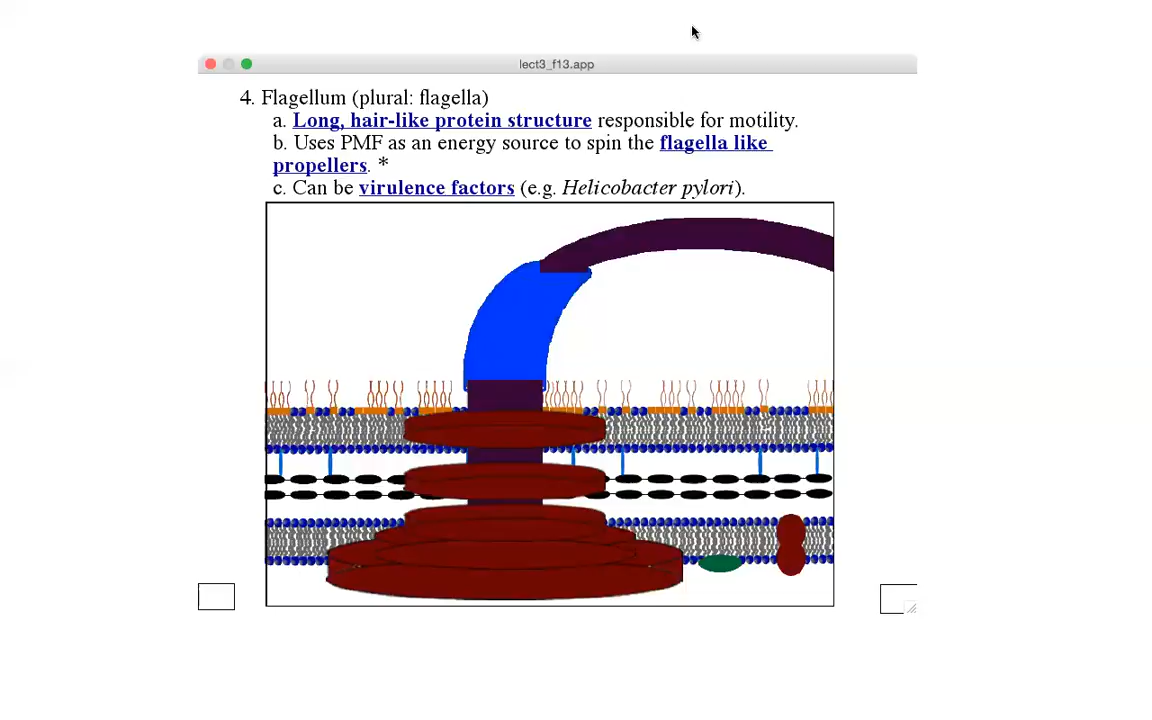 lect3_f13.app
4. Flagellum (plural: flagella)
a. Long, hair-like protein structure responsible for motility.
b. Uses PMF as an energy source to spin the flagella like
propellers. *
c. Can be virulence factors (e.g. Helicobacter pylori).